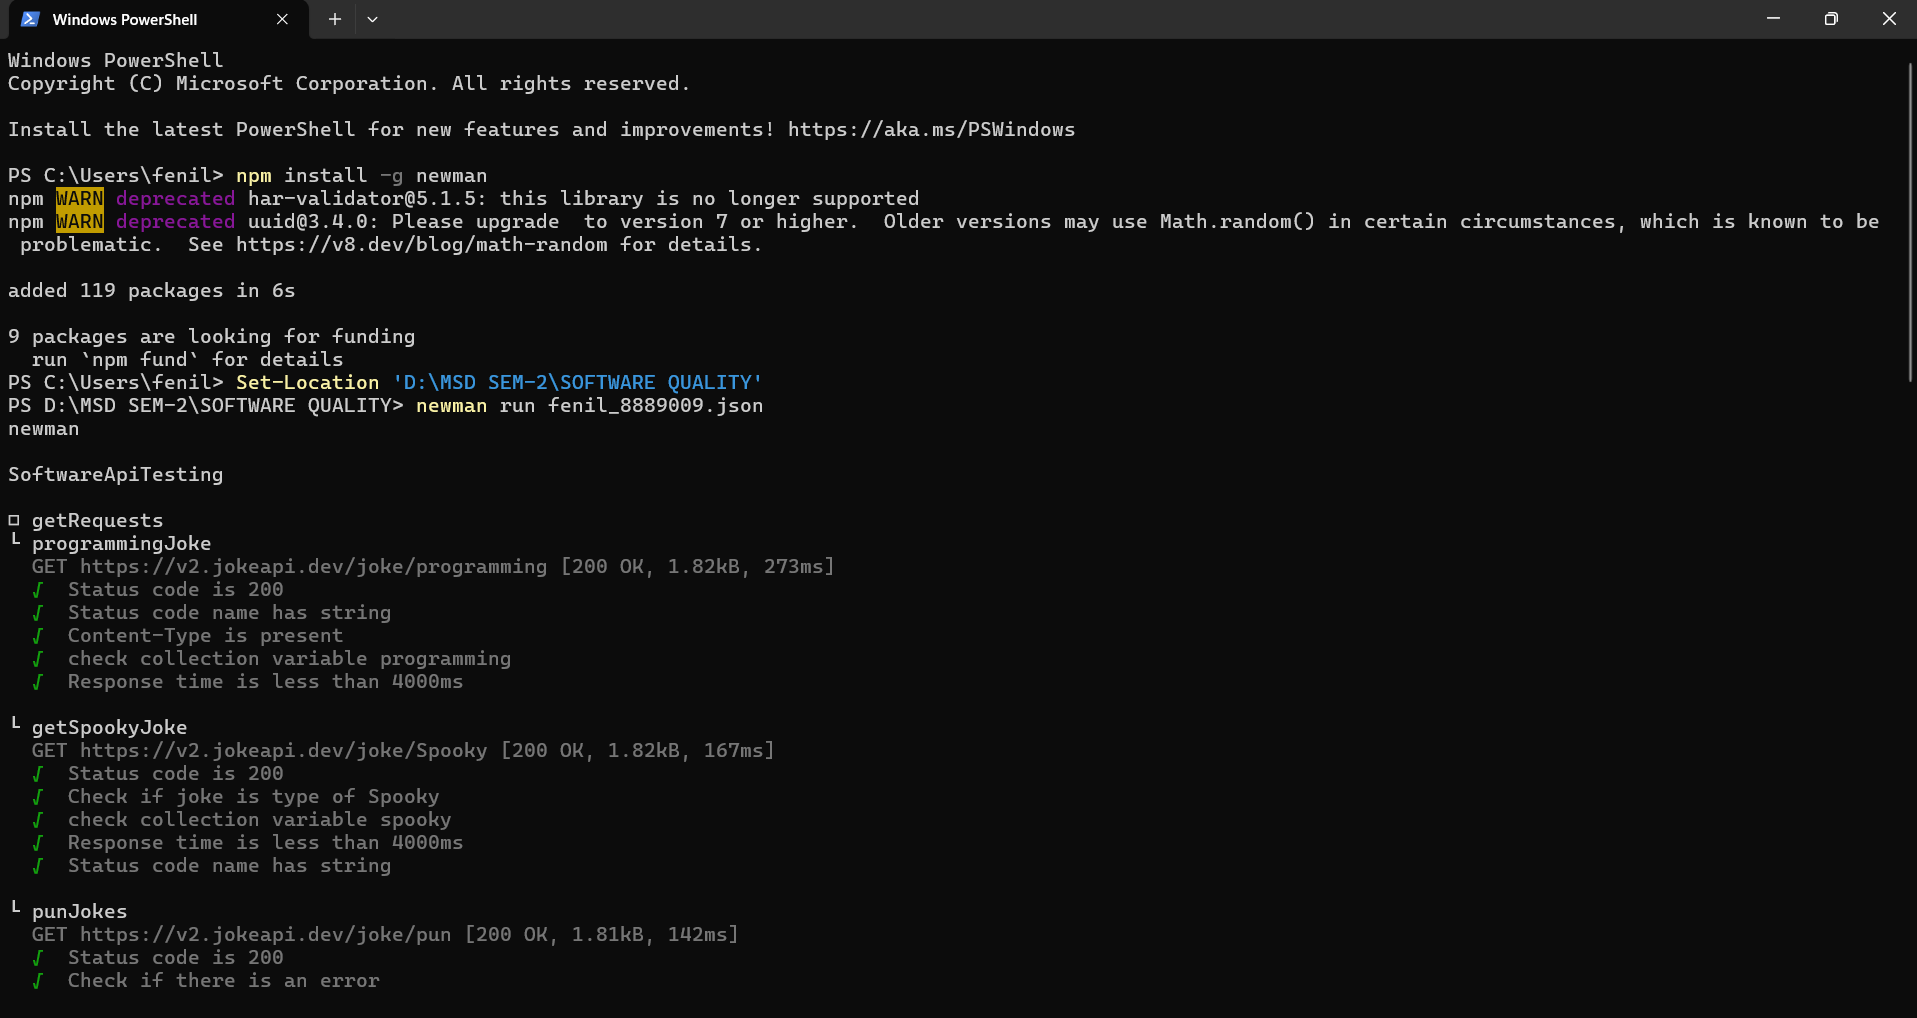 Windows PowerShell
Windows PowerShell
Copyright (C) Microsoft Corporation. All rights reserved.
Install the latest PowerShell for new features and improvements! https://aka.ms/PSWindows
PS C:\Users\fenil> npm install -g newman
npm WARN deprecated har-validator@5.1.5: this library is no longer supported
npm WARN deprecated uuid@3.4.0: Please upgrade  to version 7 or higher.  Older versions may use Math.random() in certain circumstances, which is known to be
problematic.  See https://v8.dev/blog/math-random for details.
added 119 packages in 6s
9 packages are looking for funding
run `npm fund` for details
PS C:\Users\fenil> Set-Location 'D:\MSD SEM-2\SOFTWARE QUALITY'
PS D:\MSD SEM-2\SOFTWARE QUALITY> newman run fenil_8889009.json
newman
SoftwareApiTesting
□ getRequests
└ programmingJoke
GET https://v2.jokeapi.dev/joke/programming [200 OK, 1.82kB, 273ms]
√  Status code is 200
√  Status code name has string
√  Content-Type is present
√  check collection variable programming
√  Response time is less than 4000ms
└ getSpookyJoke
GET https://v2.jokeapi.dev/joke/Spooky [200 OK, 1.82kB, 167ms]
√  Status code is 200
√  Check if joke is type of Spooky
√  check collection variable spooky
√  Response time is less than 4000ms
√  Status code name has string
└ punJokes
GET https://v2.jokeapi.dev/joke/pun [200 OK, 1.81kB, 142ms]
√  Status code is 200
√  Check if there is an error